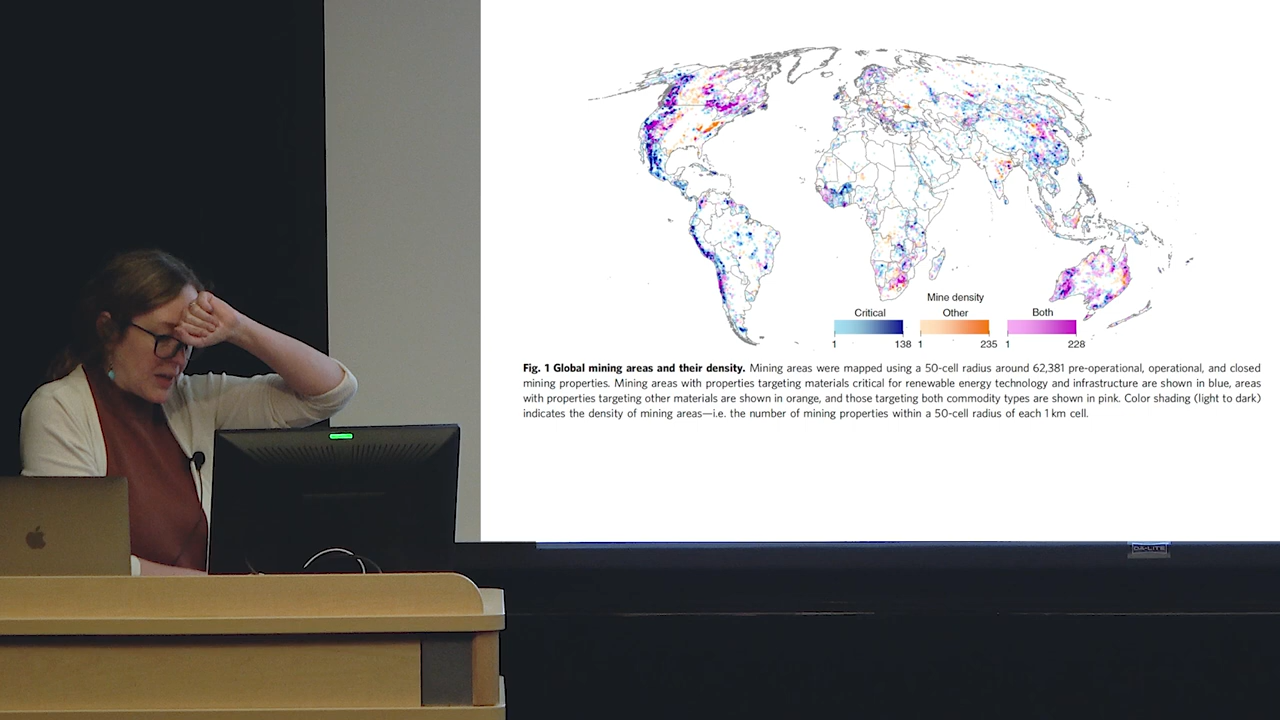 Mine density
Critical
Other
Both
1
138
1
235
1
228
Fig. 1 Global mining areas and their density. Mining areas were mapped using a 50-cell radius around 62,381 pre-operational, operational, and closed
mining properties. Mining areas with properties targeting materials critical for renewable energy technology and infrastructure are shown in blue, areas
with properties targeting other materials are shown in orange, and those targeting both commodity types are shown in pink. Color shading (light to dark)
indicates the density of mining areas—i.e. the number of mining properties within a 50-cell radius of each 1 km cell.
DA-LITE